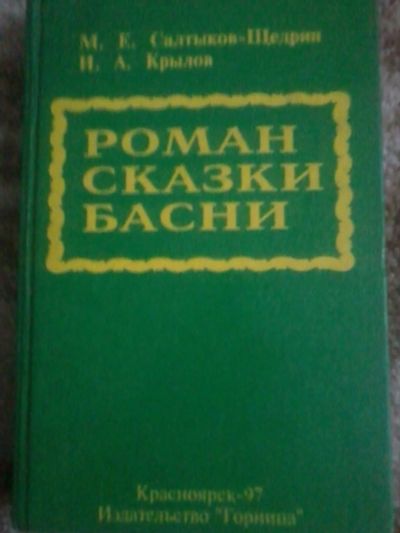 М. Е. Салтыков-Щедрин
И. А. Крылов
РОМАН
СКАЗКИ
БАСНИ
Красноярск-97
Издательство "Горница"